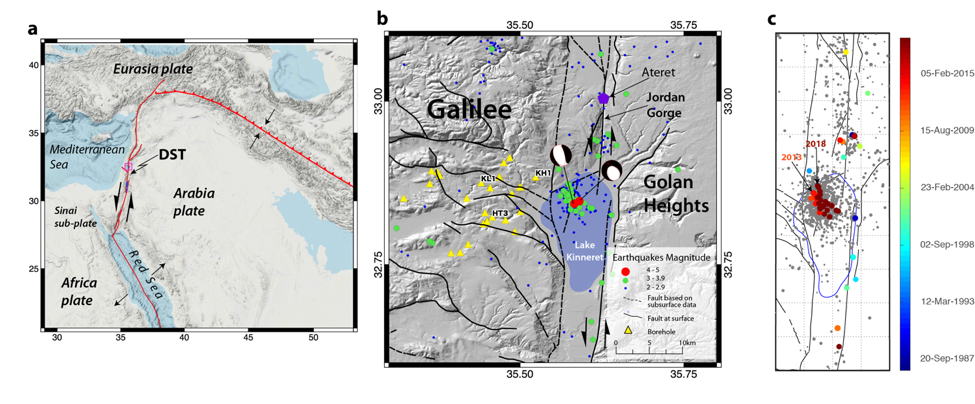 a
40
35
30
25
30
35
40
45
50
Eurasia plate
Mediterranean
Sea
DST
Arabia
plate
Sinai
sub-plate
Red Sea
Africa
plate
b
35.50
35.75
33.00
32.75
33.00
32.75
35.50
35.75
Galilee
Ateret
Jordan
Gorge
KL1
KH1
HT3
Golan
Heights
Lake
Kinneret
Earthquakes Magnitude
4 - 5
3 - 3.9
2 - 2.9
Fault based on
subsurface data
Fault at surface
Borehole
0 5 10km
c
2018
2013
05-Feb-2015
15-Aug-2009
23-Feb-2004
02-Sep-1998
12-Mar-1993
20-Sep-1987